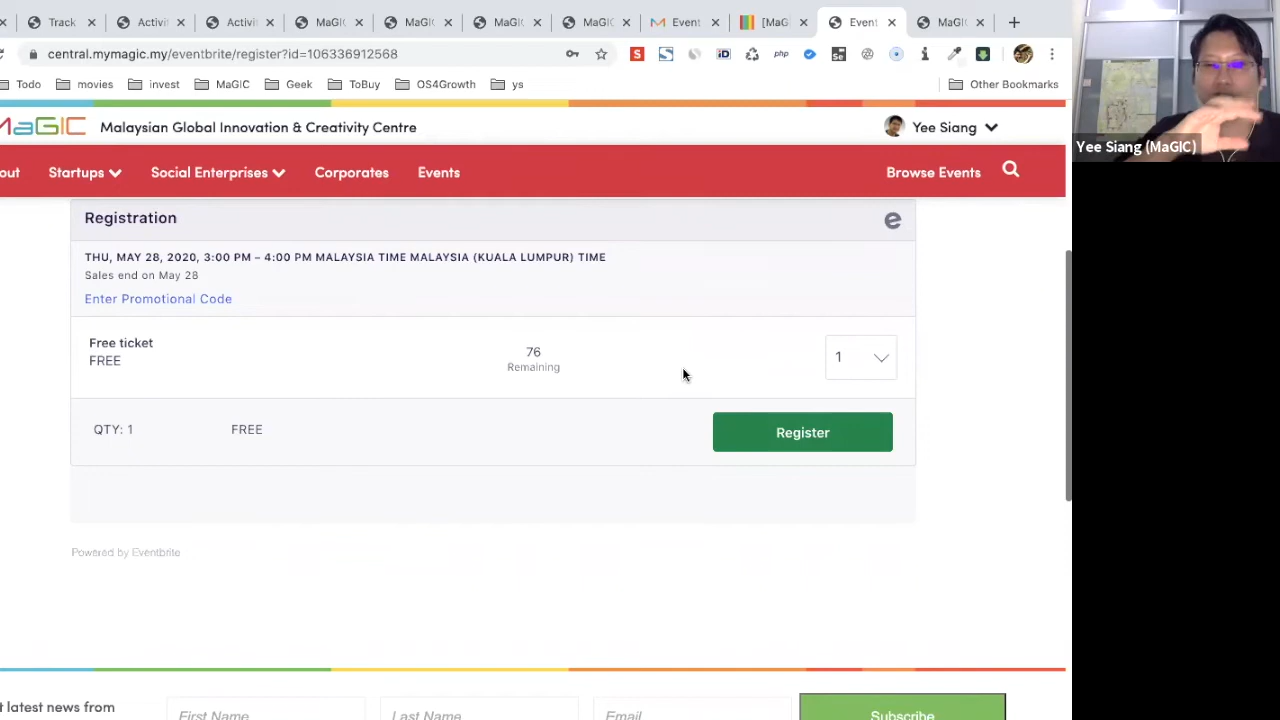 Track
Activi
Activi
MaGIC
MaGIC
MaGIC
MaGIC
Event
[MaG
Event
MaGIC
central.mymagic.my/eventbrite/register?id=106336912568
php
Todo
movies
invest
MaGIC
Geek
ToBuy
OS4Growth
ys
Other Bookmarks
MaGIC
Malaysian Global Innovation & Creativity Centre
Yee Siang
Yee Siang (MaGIC)
out
Startups
Social Enterprises
Corporates
Events
Browse Events
Registration
THU, MAY 28, 2020, 3:00 PM – 4:00 PM MALAYSIA TIME MALAYSIA (KUALA LUMPUR) TIME
Sales end on May 28
Enter Promotional Code
Free ticket
FREE
76
Remaining
1
QTY: 1
FREE
Register
Powered by Eventbrite
t latest news from
First Name
Last Name
Email
Subscribe